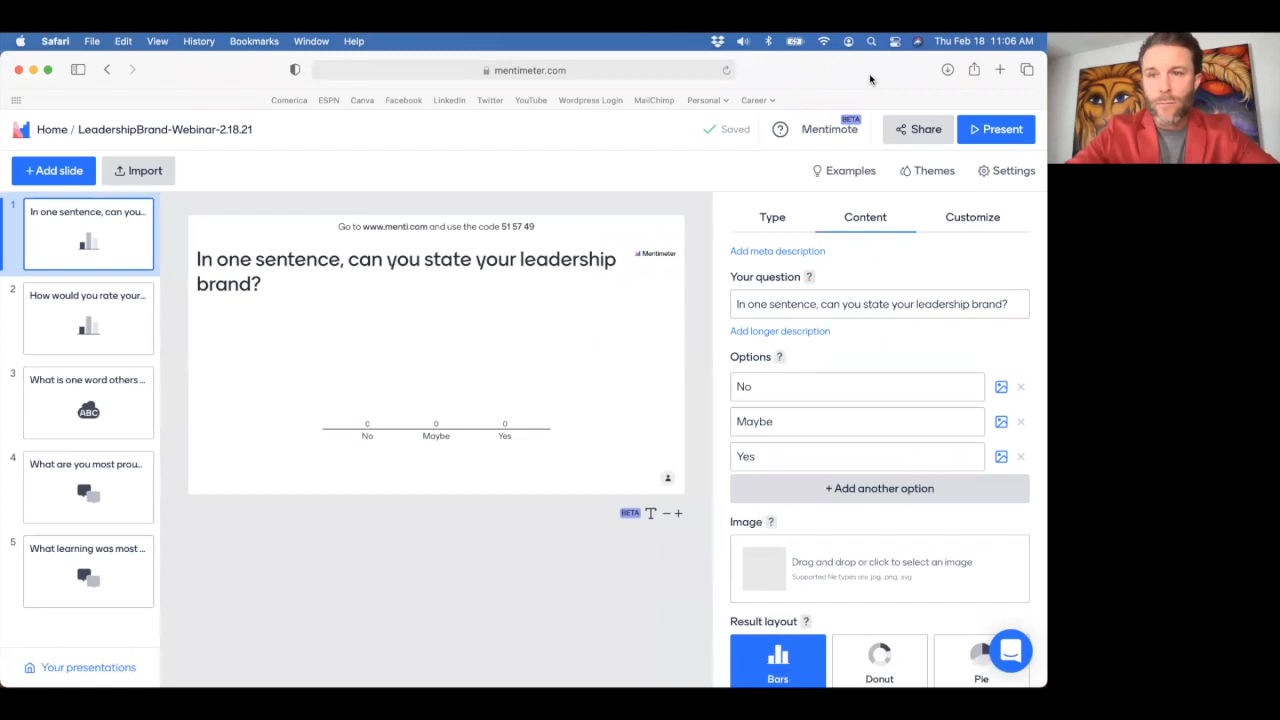 Safari File Edit View History Bookmarks Window Help Thu Feb 18 11:06 AM
mentimeter.com
Comerica ESPN Canva Facebook LinkedIn Twitter YouTube Wordpress Login MailChimp Personal Career
Home / LeadershipBrand-Webinar-2.18.21 Saved ? Mentimote BETA Share Present
+ Add slide Import Examples Themes Settings
1 In one sentence, can you...
2 How would you rate your...
3 What is one word others ...
ABC
4 What are you most prou...
5 What learning was most ...
Your presentations
Go to www.menti.com and use the code 51 57 49
In one sentence, can you state your leadership
brand?
Mentimeter
0 0 0
No Maybe Yes
BETA T − +
Type Content Customize
Add meta description
Your question ?
In one sentence, can you state your leadership brand?
Add longer description
Options ?
No
Maybe
Yes
+ Add another option
Image ?
Drag and drop or click to select an image
Supported file types are .jpg, .png, .svg
Result layout ?
Bars Donut Pie